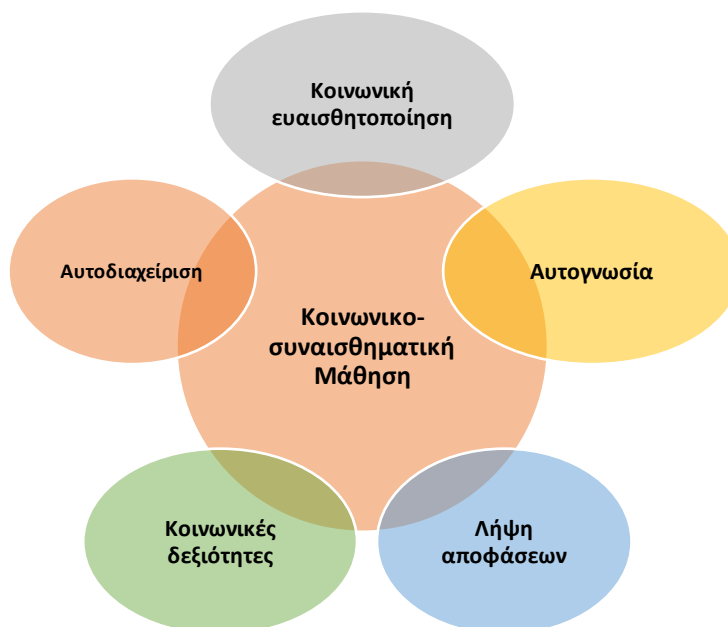 Κοινωνική
ευαισθητοποίηση
Αυτοδιαχείριση
Αυτογνωσία
Κοινωνικο-
συναισθηματική
Μάθηση
Κοινωνικές
δεξιότητες
Λήψη
αποφάσεων